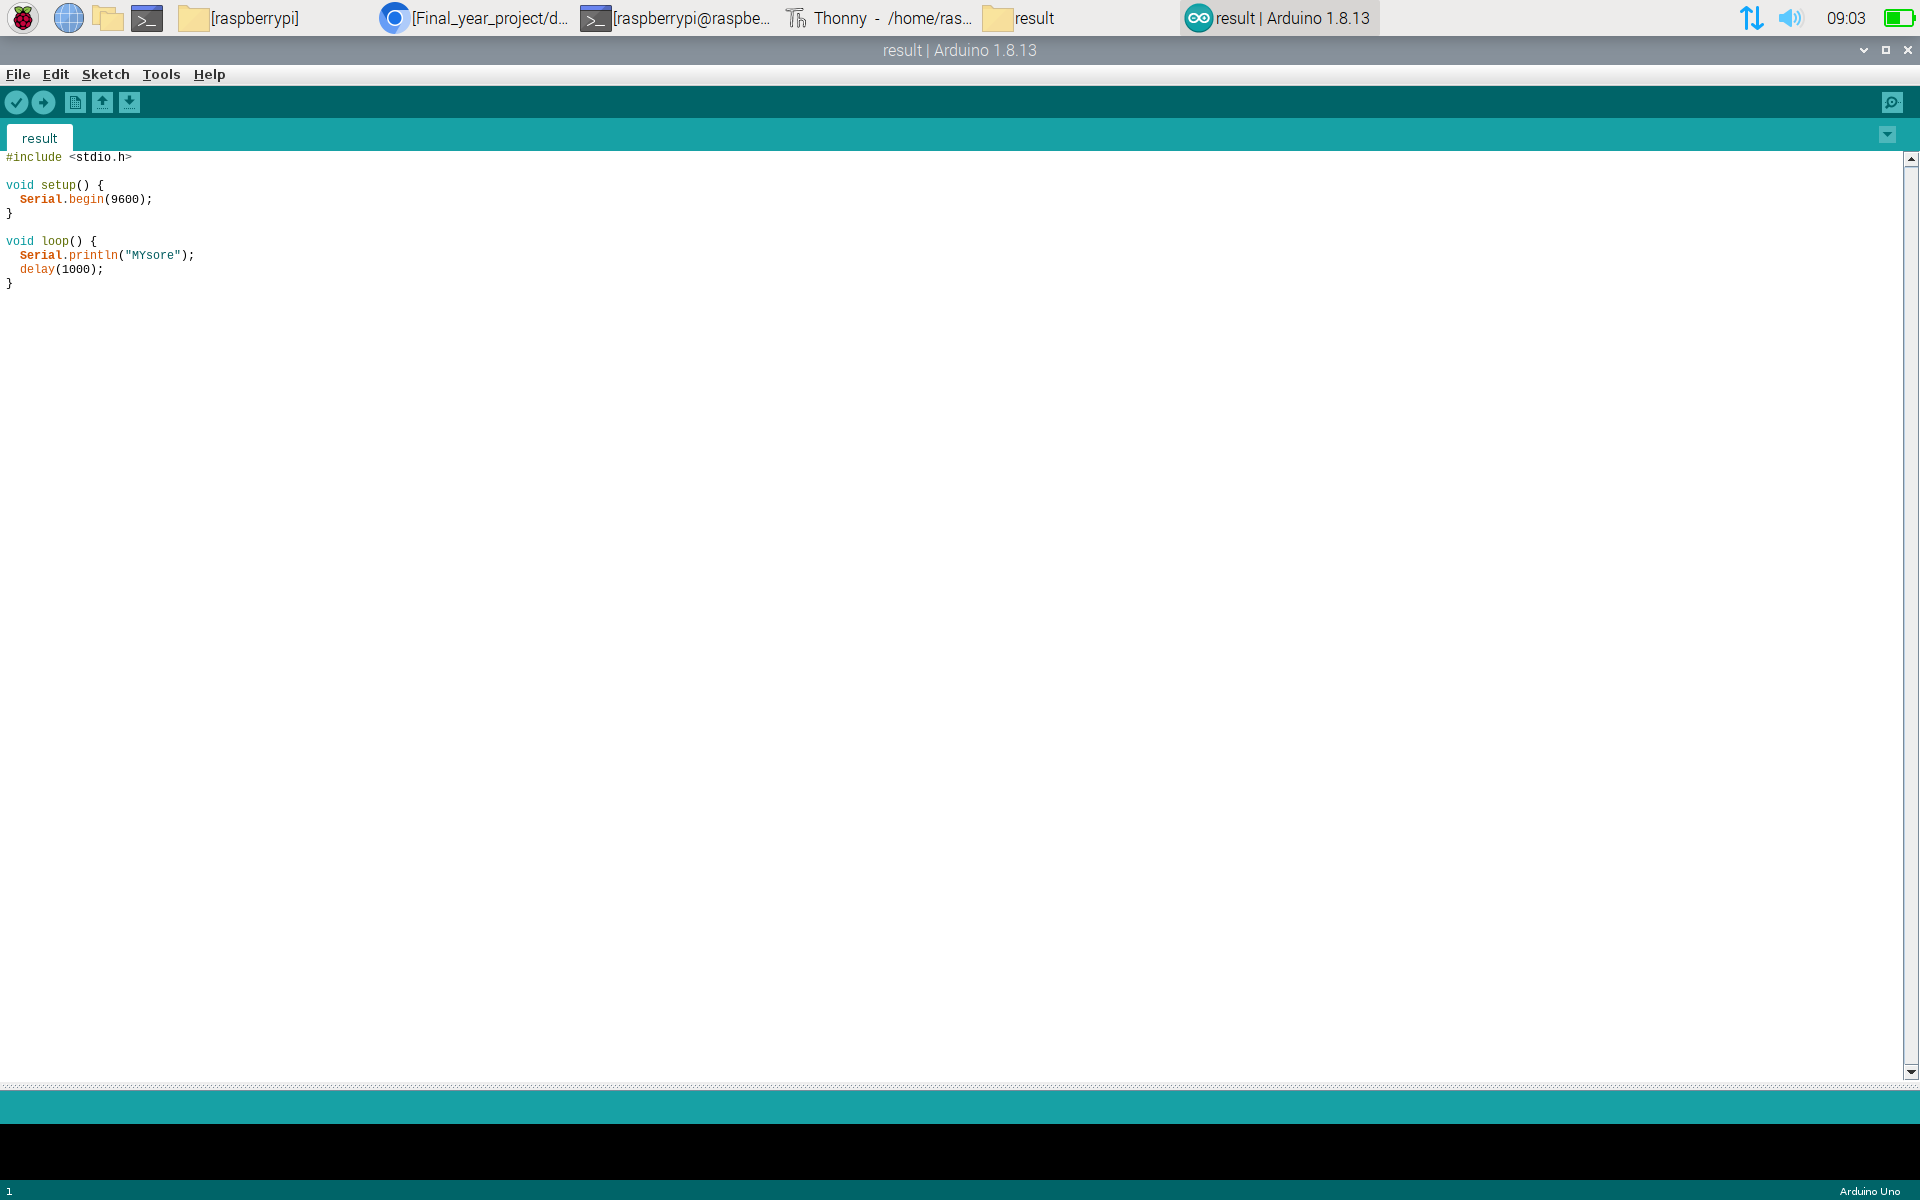 [raspberrypi] [Final_year_project/d... [raspberrypi@raspbe... Thonny - /home/ras... result result | Arduino 1.8.13 09:03
result | Arduino 1.8.13
File Edit Sketch Tools Help
result
#include <stdio.h>
void setup() {
  Serial.begin(9600);
}
void loop() {
  Serial.println("MYsore");
  delay(1000);
}
1 Arduino Uno